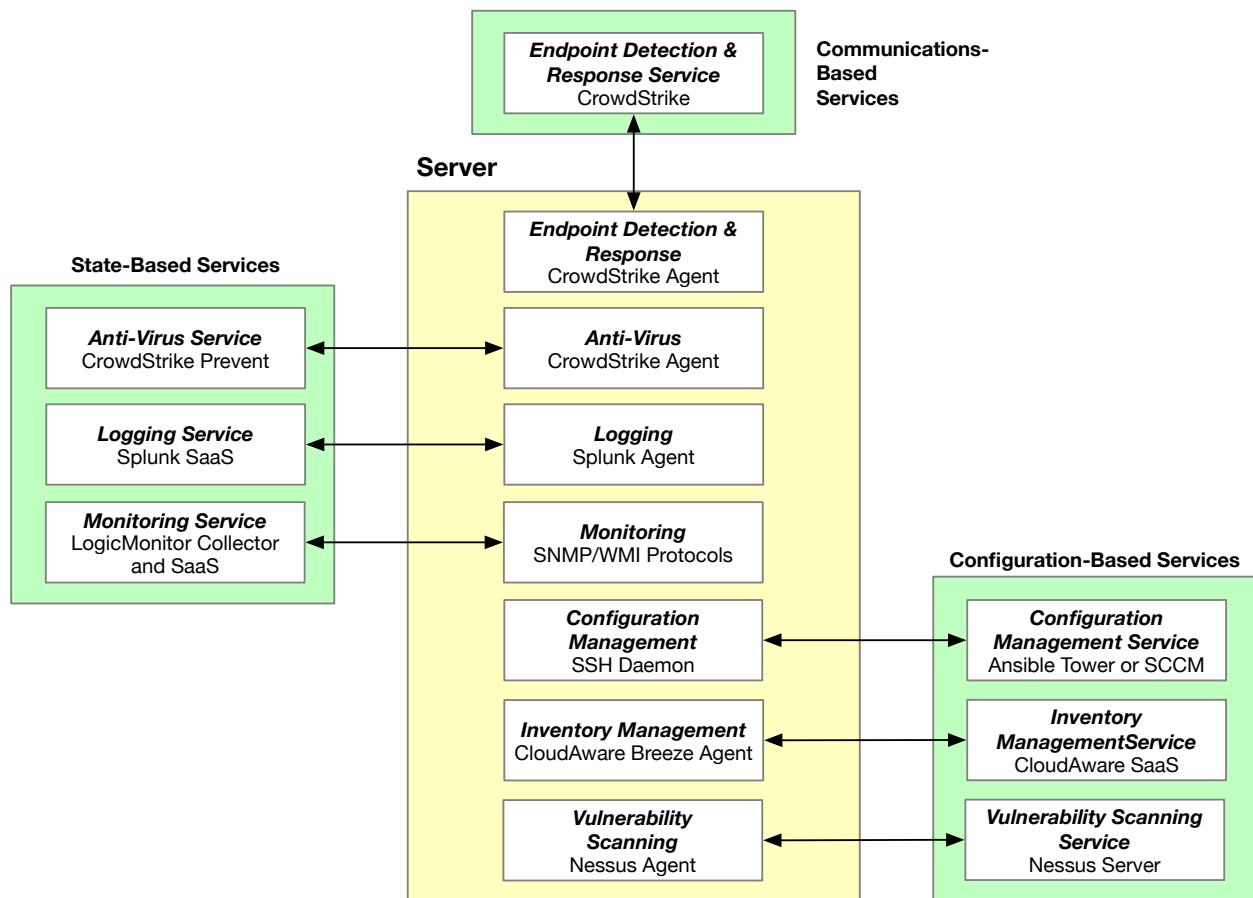 Endpoint Detection &
Response Service
CrowdStrike
Communications-
Based
Services
Server
Endpoint Detection &
Response
CrowdStrike Agent
State-Based Services
Anti-Virus Service
CrowdStrike Prevent
Anti-Virus
CrowdStrike Agent
Logging Service
Splunk SaaS
Logging
Splunk Agent
Monitoring Service
LogicMonitor Collector
and SaaS
Monitoring
SNMP/WMI Protocols
Configuration-Based Services
Configuration
Management
SSH Daemon
Configuration
Management Service
Ansible Tower or SCCM
Inventory Management
CloudAware Breeze Agent
Inventory
ManagementService
CloudAware SaaS
Vulnerability
Scanning
Nessus Agent
Vulnerability Scanning
Service
Nessus Server